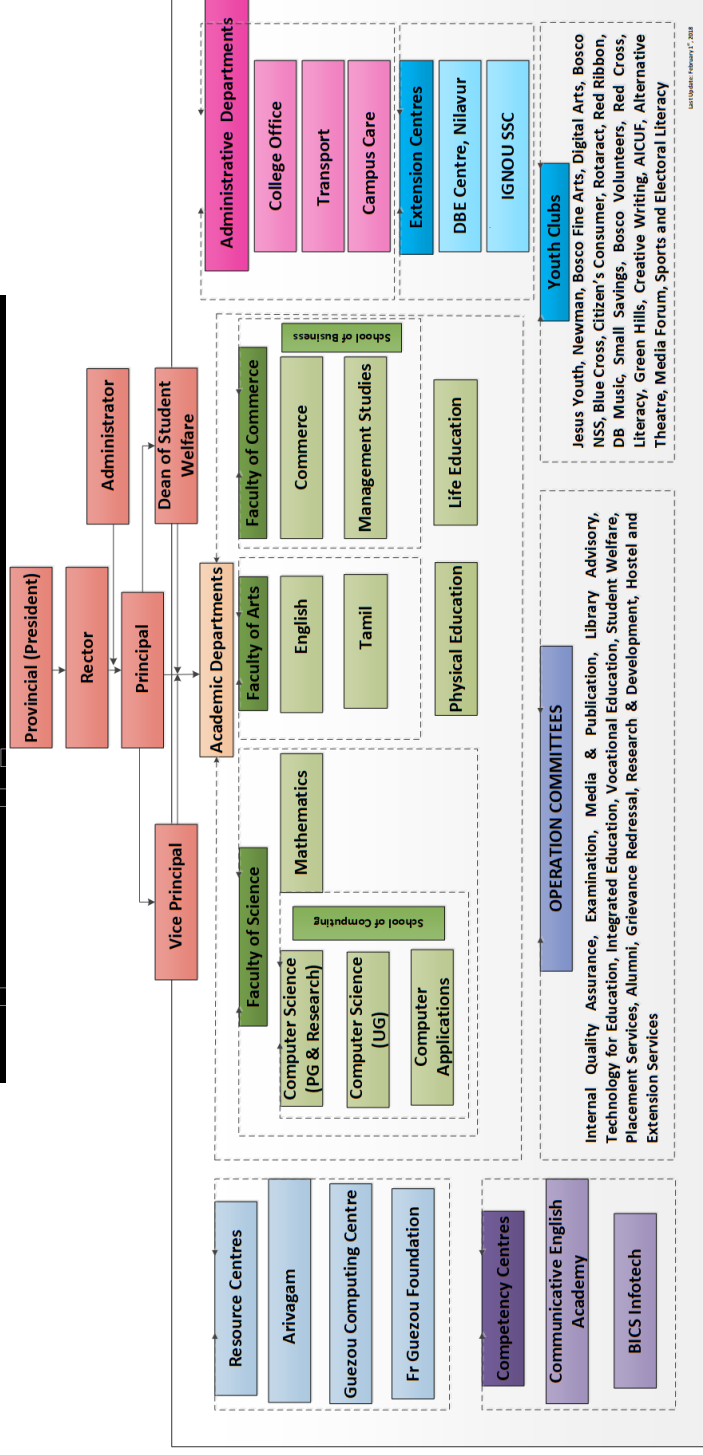 Provincial (President)
Rector
Administrator
Principal
Vice Principal
Dean of Student
Welfare
Academic Departments
Resource Centres
Arivagam
Guezou Computing Centre
Fr Guezou Foundation
Competency Centres
Communicative English
Academy
BICS Infotech
Faculty of Science
Computer Science
(PG & Research)
Computer Science
(UG)
Computer
Applications
School of Computing
Mathematics
Faculty of Arts
English
Tamil
Physical Education
Faculty of Commerce
Commerce
Management Studies
School of Business
Life Education
Administrative Departments
College Office
Transport
Campus Care
Extension Centres
DBE Centre, Nilavur
IGNOU SSC
OPERATION COMMITTEES
Internal Quality Assurance, Examination, Media & Publication, Library Advisory,
Technology for Education, Integrated Education, Vocational Education, Student Welfare,
Placement Services, Alumni, Grievance Redressal, Research & Development, Hostel and
Extension Services
Youth Clubs
Jesus Youth, Newman, Bosco Fine Arts, Digital Arts, Bosco
NSS, Blue Cross, Citizen's Consumer, Rotaract, Red Ribbon,
DB Music, Small Savings, Bosco Volunteers, Red Cross,
Literacy, Green Hills, Creative Writing, AICUF, Alternative
Theatre, Media Forum, Sports and Electoral Literacy
Last Update: February 1st, 2018